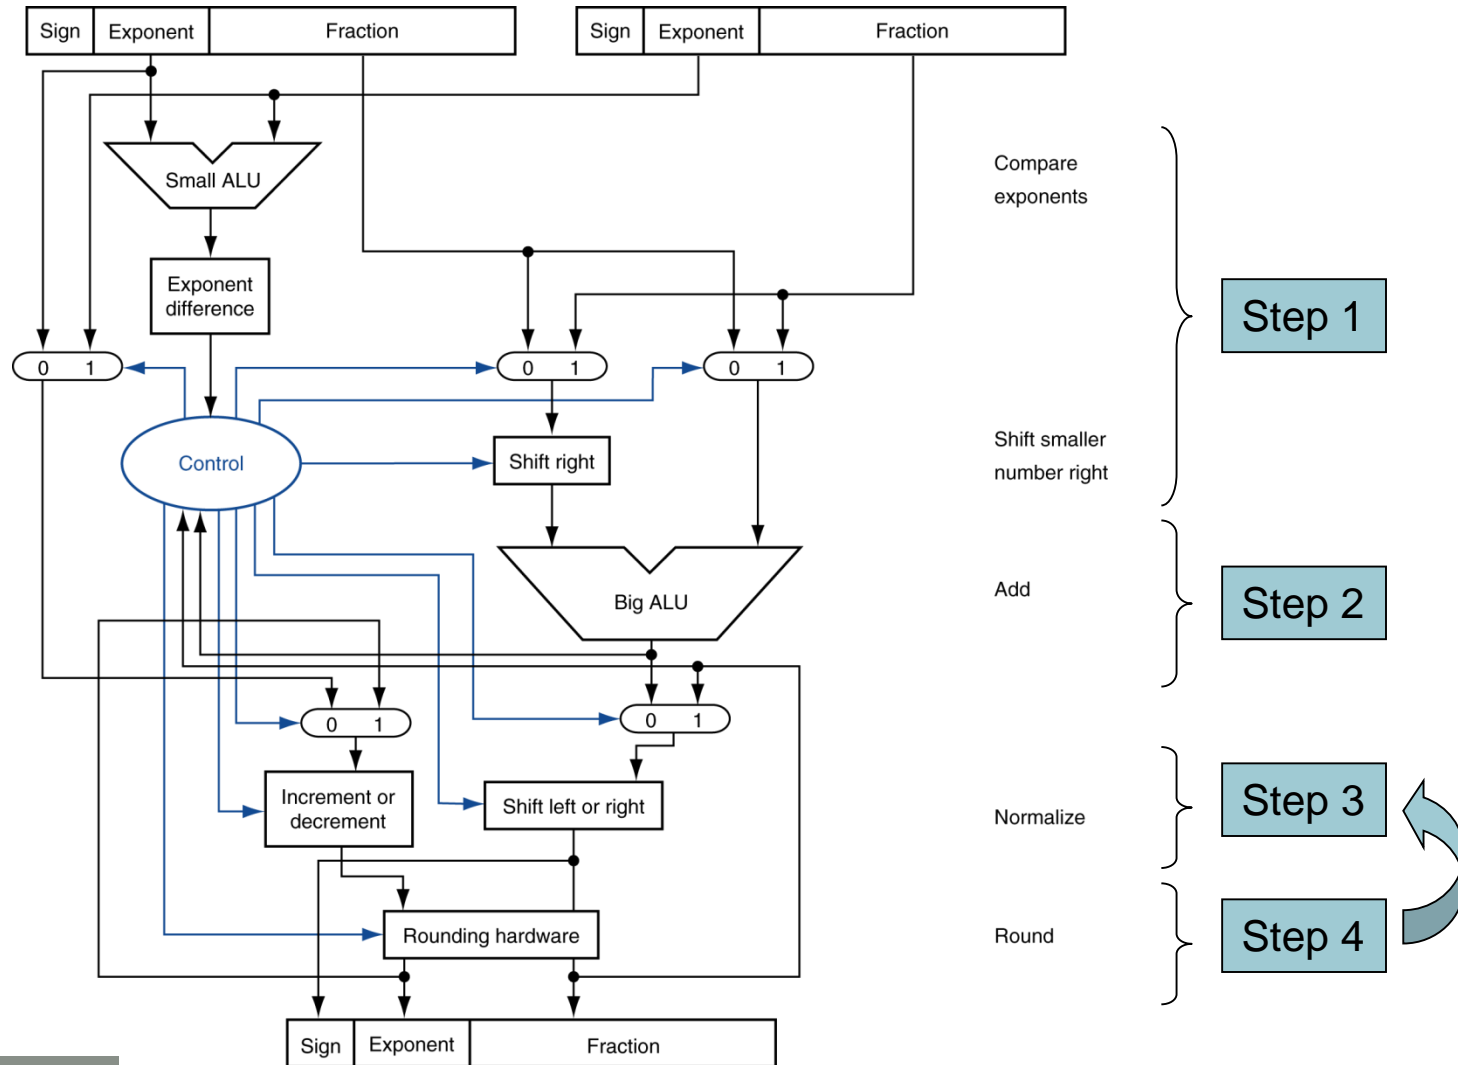 Sign Exponent Fraction Sign Exponent Fraction
Small ALU
Compare
exponents
Exponent
difference
Step 1
0 1 0 1 0 1
Control
Shift right
Shift smaller
number right
Big ALU
Add
Step 2
0 1 0 1
Increment or
decrement
Shift left or right
Normalize
Step 3
Rounding hardware
Round
Step 4
Sign Exponent Fraction